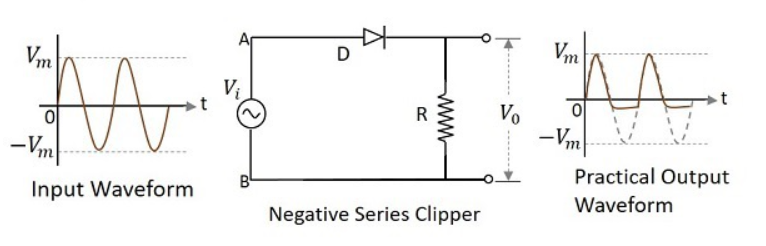 Vm
0
t
−Vm
Input Waveform
A
D
Vi
R
V0
B
Negative Series Clipper
Vm
0
t
−Vm
Practical Output
Waveform